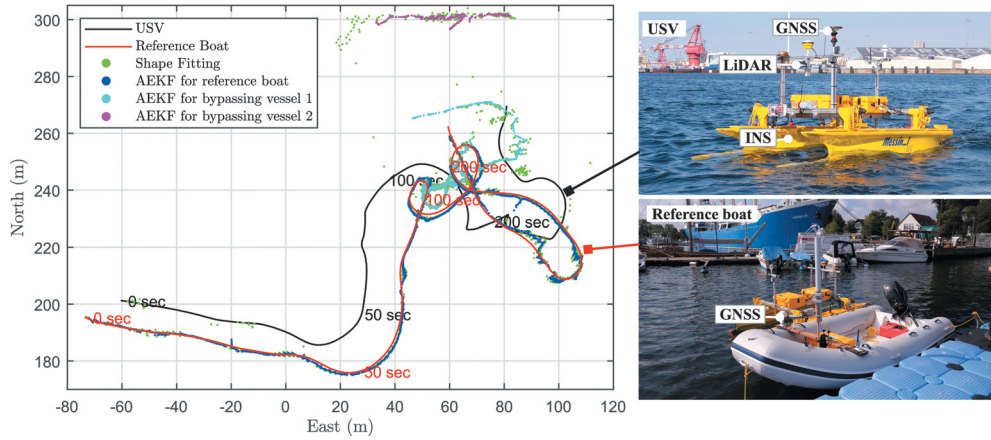 USV
Reference Boat
Shape Fitting
AEKF for reference boat
AEKF for bypassing vessel 1
AEKF for bypassing vessel 2
300
280
260
240
220
200
180
North (m)
-80
-60
-40
-20
0
20
40
60
80
100
120
East (m)
0 sec
0 sec
50 sec
50 sec
100 sec
100 sec
200 sec
200 sec
USV
GNSS
LiDAR
INS
Messin
Reference boat
GNSS